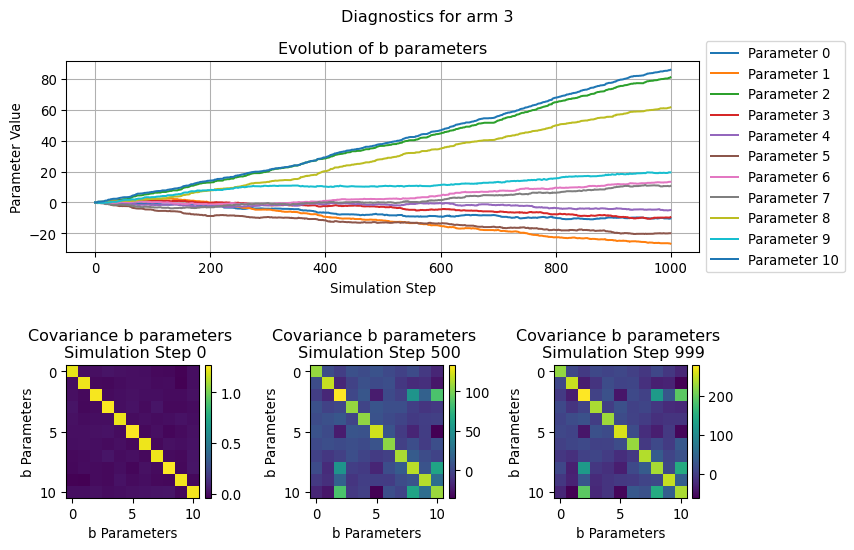 Diagnostics for arm 3
Evolution of b parameters
Parameter Value
80
60
40
20
0
−20
0 200 400 600 800 1000
Simulation Step
Parameter 0
Parameter 1
Parameter 2
Parameter 3
Parameter 4
Parameter 5
Parameter 6
Parameter 7
Parameter 8
Parameter 9
Parameter 10
Covariance b parameters
Simulation Step 0
b Parameters
0
5
10
0 5 10
b Parameters
1.0
0.5
0.0
Covariance b parameters
Simulation Step 500
b Parameters
0
5
10
0 5 10
b Parameters
100
50
0
Covariance b parameters
Simulation Step 999
b Parameters
0
5
10
0 5 10
b Parameters
200
100
0